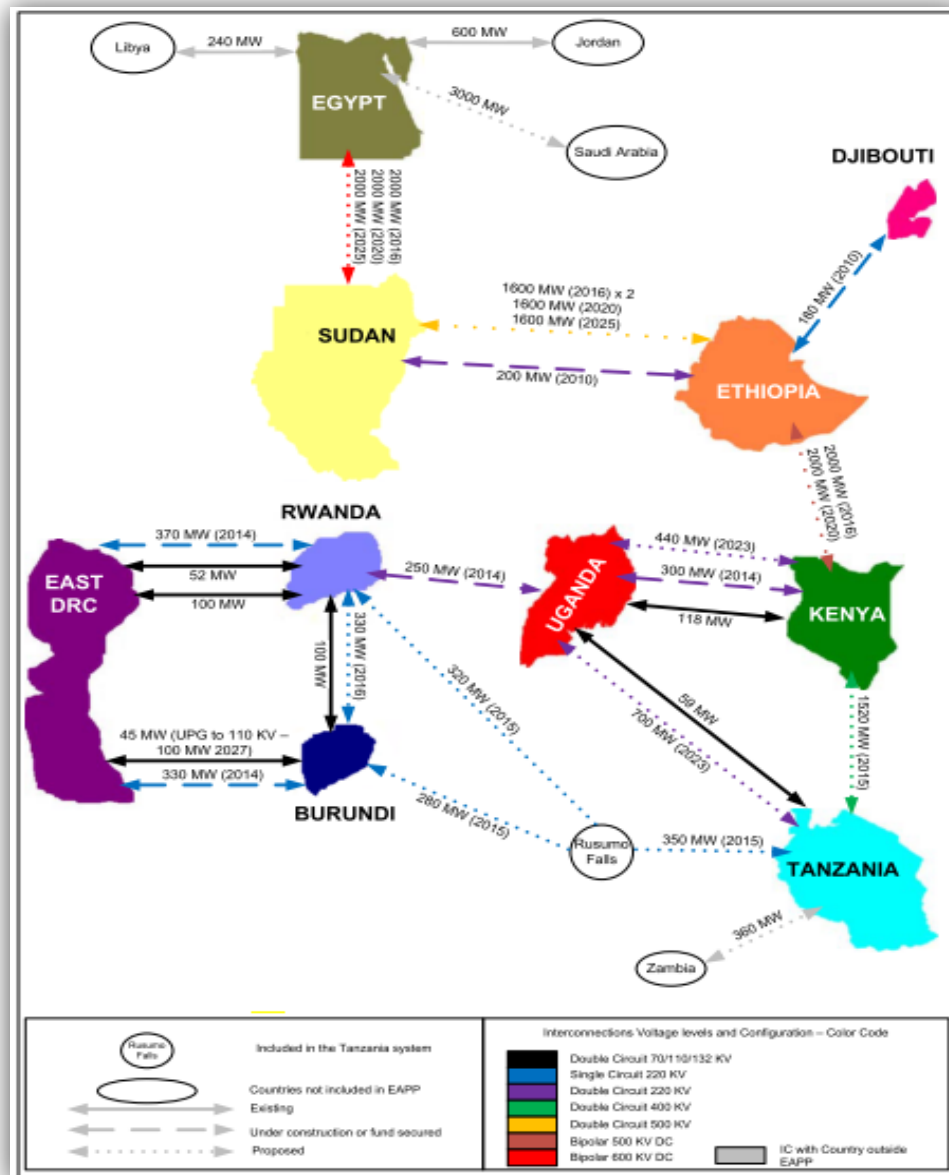 Libya
240 MW
600 MW
Jordan
EGYPT
3000 MW
Saudi Arabia
DJIBOUTI
2000 MW (2016)
2000 MW (2020)
2000 MW (2025)
180 MW (2010)
1600 MW (2016) x 2
1600 MW (2020)
1600 MW (2025)
SUDAN
200 MW (2010)
ETHIOPIA
2000 MW (2016)
2000 MW (2020)
RWANDA
370 MW (2014)
52 MW
100 MW
EAST
DRC
250 MW (2014)
440 MW (2023)
300 MW (2014)
118 MW
UGANDA
KENYA
100 MW
330 MW (2016)
320 MW (2015)
59 MW
700 MW (2023)
1520 MW (2015)
45 MW (UPG to 110 KV –
100 MW 2027)
330 MW (2014)
BURUNDI
280 MW (2015)
Rusumo
Falls
350 MW (2015)
TANZANIA
360 MW
Zambia
Rusumo
Falls
Included in the Tanzania system
Countries not included in EAPP
Existing
Under construction or fund secured
Proposed
Interconnections Voltage levels and Configuration – Color Code
Double Circuit 70/110/132 KV
Single Circuit 220 KV
Double Circuit 220 KV
Double Circuit 400 KV
Double Circuit 500 KV
Bipolar 500 KV DC
Bipolar 600 KV DC
IC with Country outside
EAPP